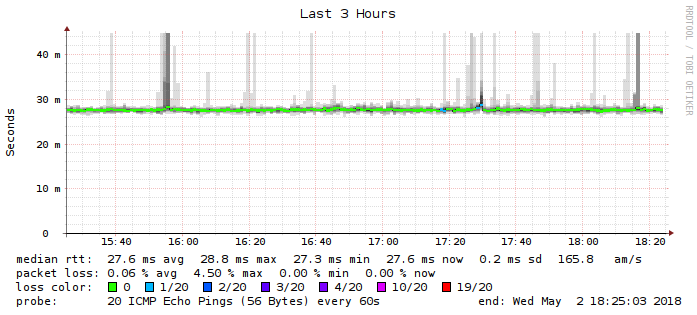 Last 3 Hours
RRDTOOL / TOBI OETIKER
Seconds
40 m
30 m
20 m
10 m
0
15:40 16:00 16:20 16:40 17:00 17:20 17:40 18:00 18:20
median rtt: 27.6 ms avg 28.8 ms max 27.3 ms min 27.6 ms now 0.2 ms sd 165.8 am/s
packet loss: 0.06 % avg 4.50 % max 0.00 % min 0.00 % now
loss color: 0 1/20 2/20 3/20 4/20 10/20 19/20
probe: 20 ICMP Echo Pings (56 Bytes) every 60s end: Wed May 2 18:25:03 2018